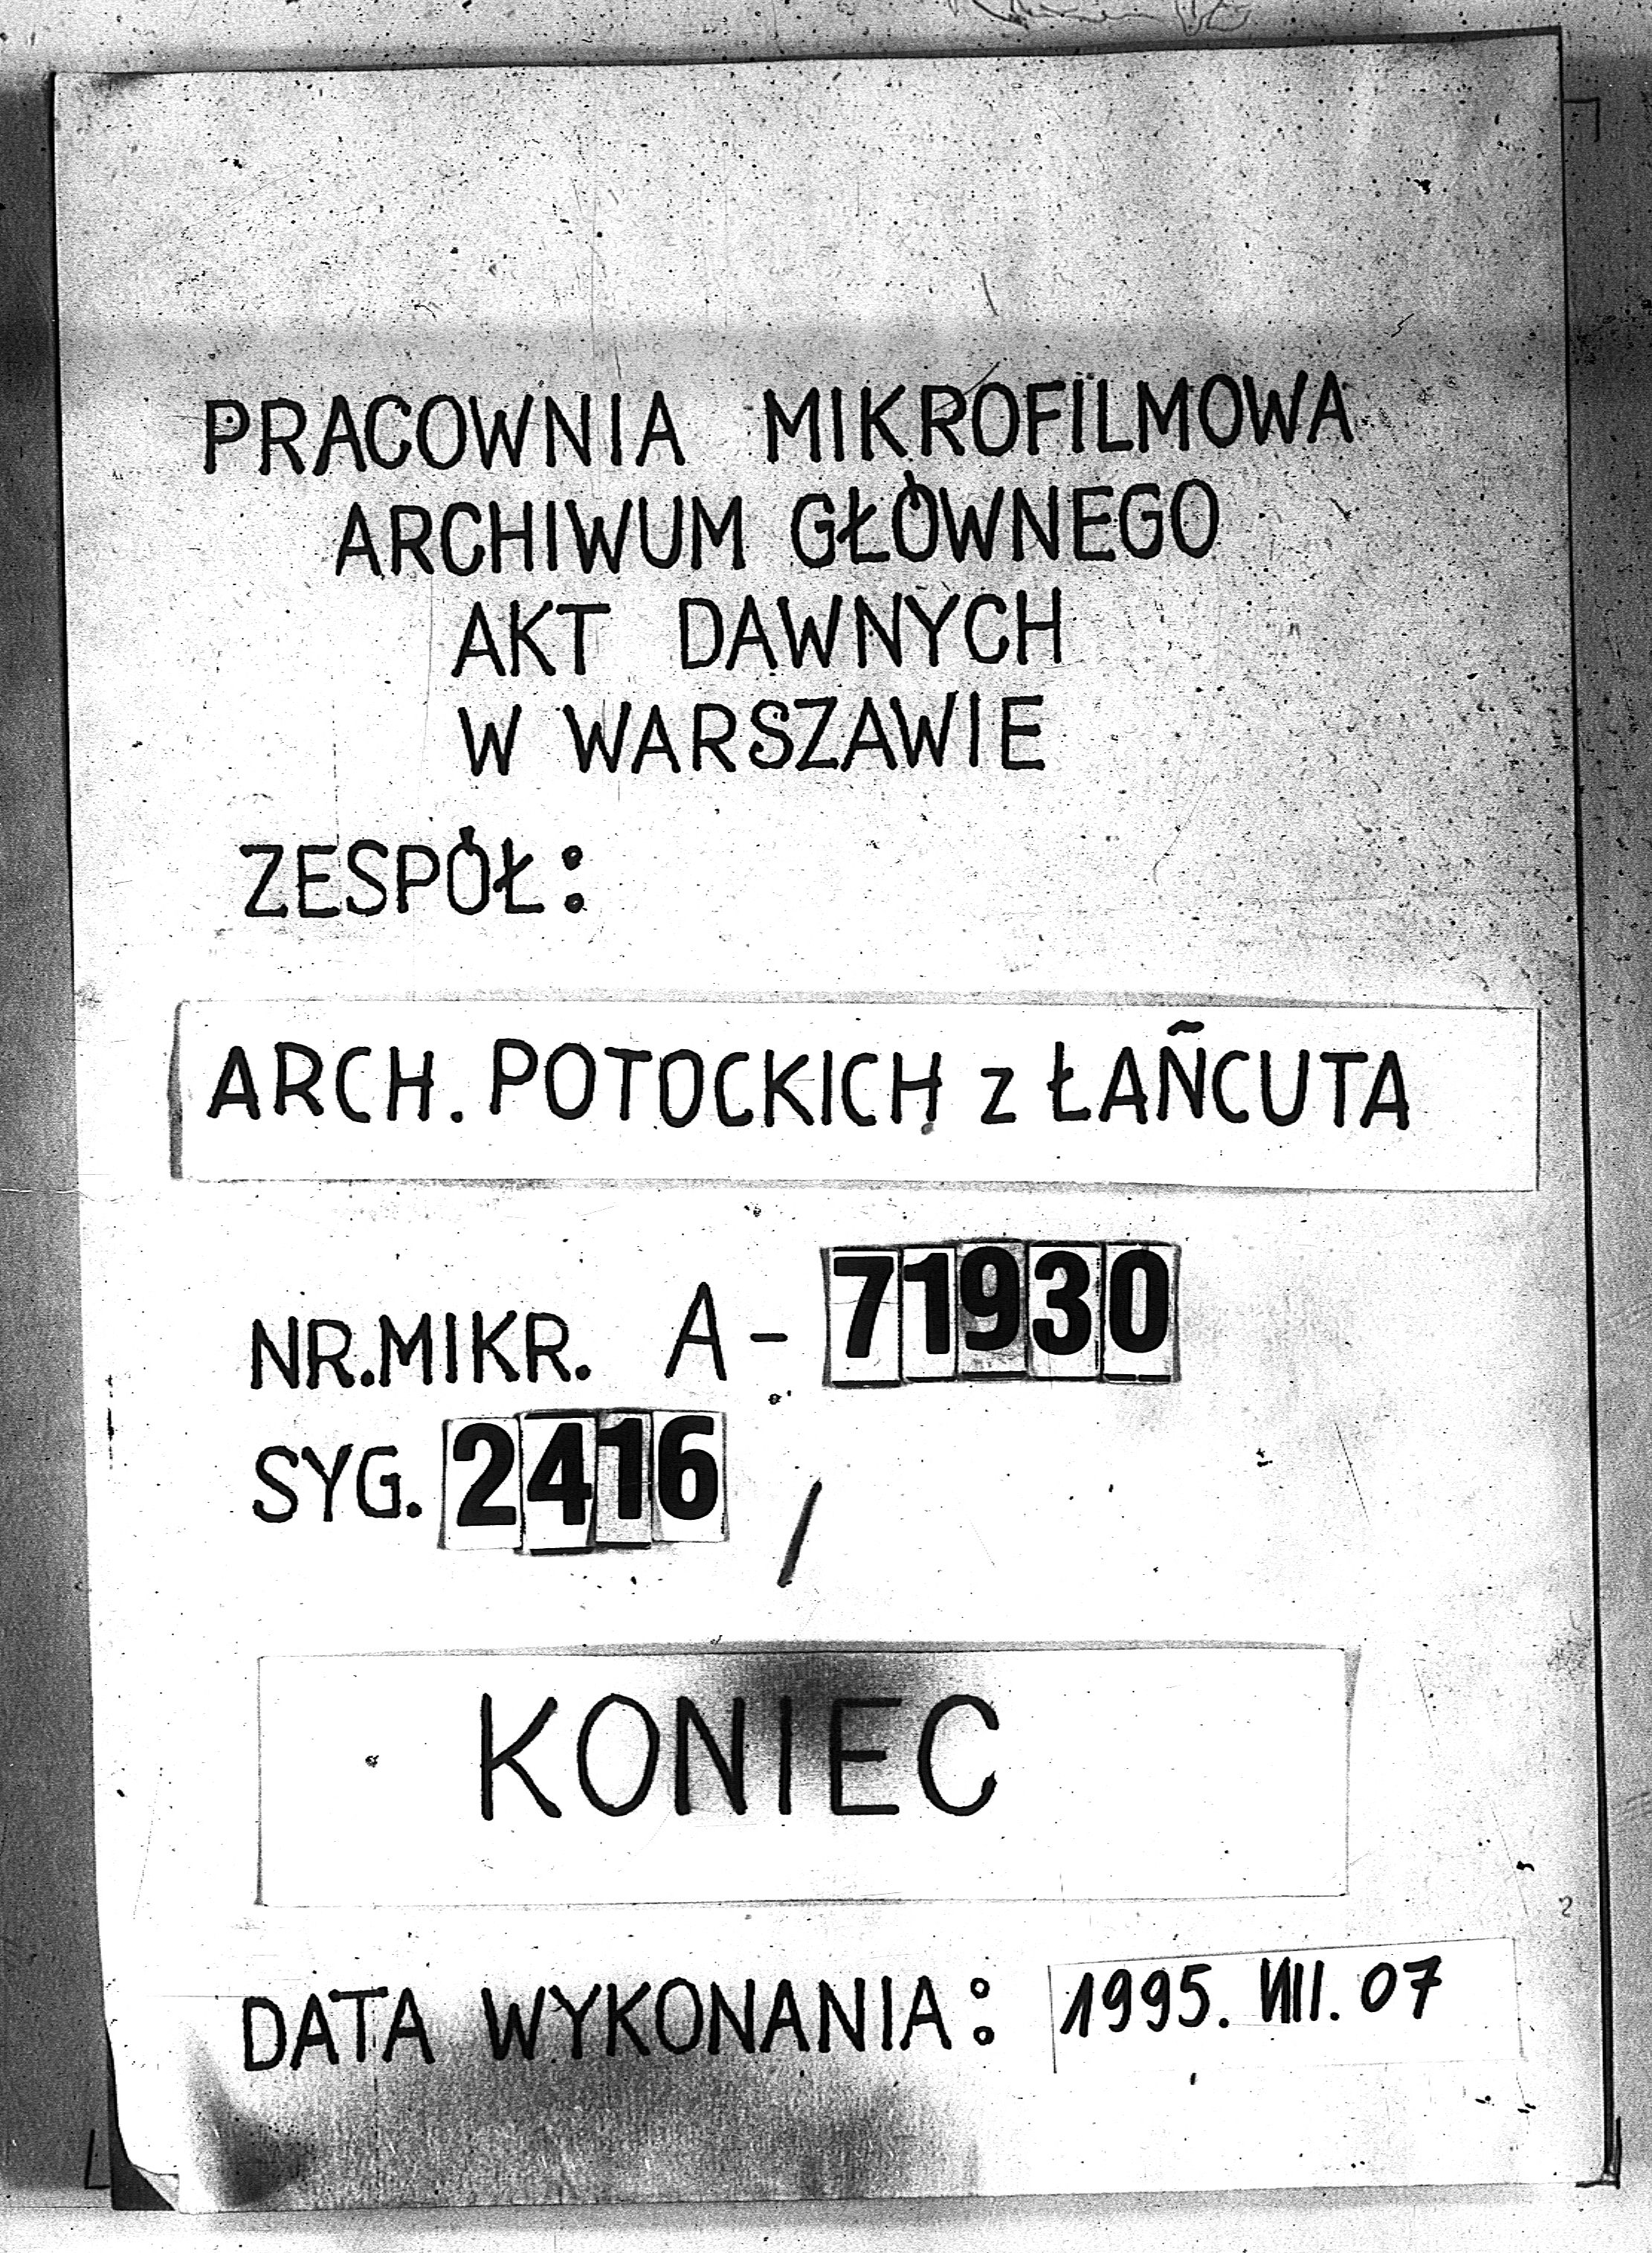 PRACOWNIA MIKROFILMOWA
ARCHIWUM GŁÓWNEGO
AKT DAWNYCH
W WARSZAWIE
ZESPÓŁ:
ARCH. POTOCKICH z ŁAŃCUTA
NR.MIKR. A-71930
SYG. 2416 /
KONIEC
2
DATA WYKONANIA: 1995. VIII. 07